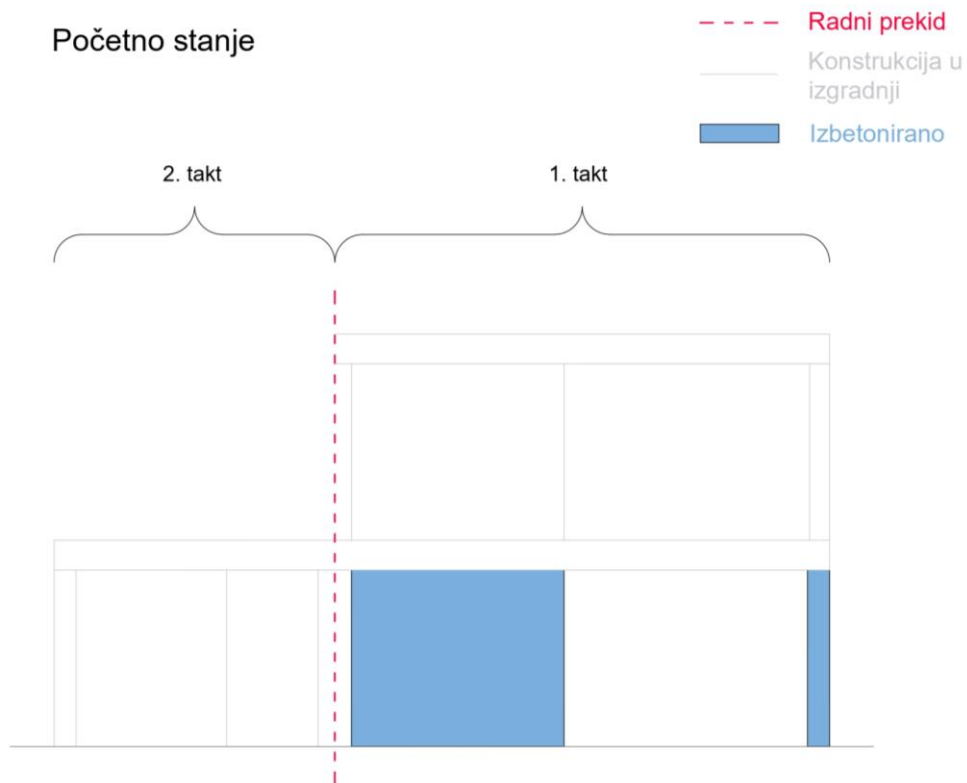 Početno stanje
Radni prekid
Konstrukcija u
izgradnji
Izbetonirano
2. takt
1. takt